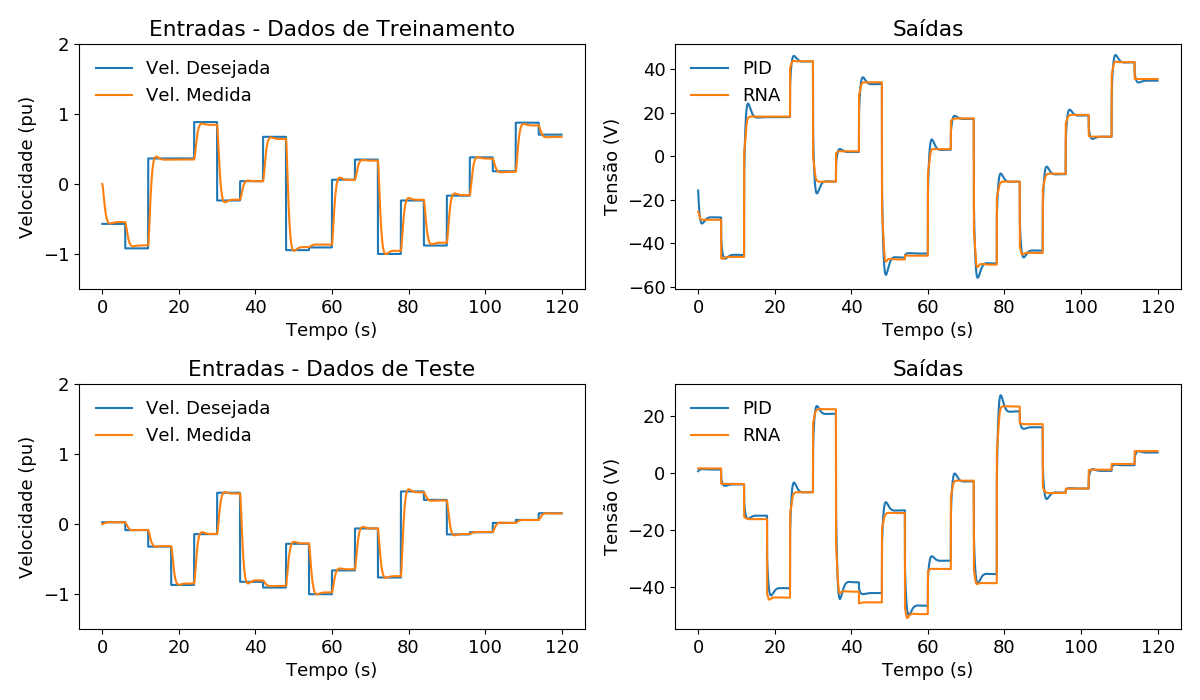 Entradas - Dados de Treinamento
Vel. Desejada
Vel. Medida
Velocidade (pu)
2
1
0
−1
0 20 40 60 80 100 120
Tempo (s)
Saídas
PID
RNA
Tensão (V)
40
20
0
−20
−40
−60
0 20 40 60 80 100 120
Tempo (s)
Entradas - Dados de Teste
Vel. Desejada
Vel. Medida
Velocidade (pu)
2
1
0
−1
0 20 40 60 80 100 120
Tempo (s)
Saídas
PID
RNA
Tensão (V)
20
0
−20
−40
0 20 40 60 80 100 120
Tempo (s)